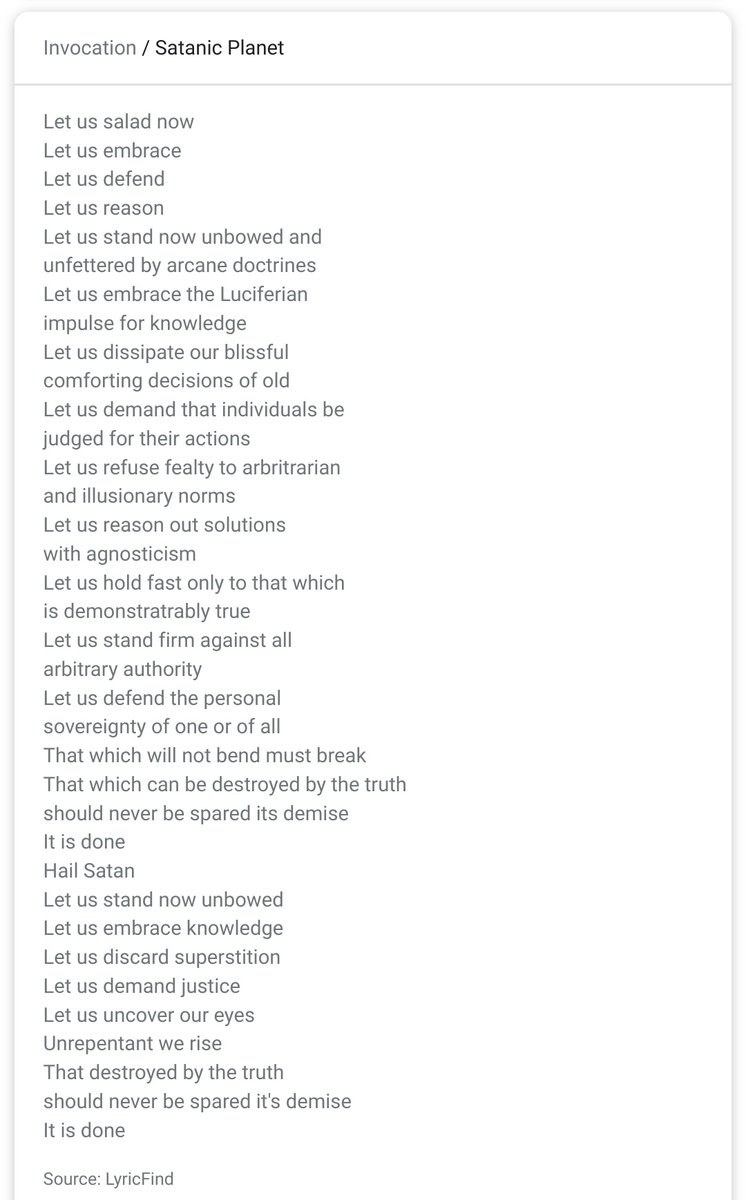 Invocation / Satanic Planet
Let us salad now
Let us embrace
Let us defend
Let us reason
Let us stand now unbowed and
unfettered by arcane doctrines
Let us embrace the Luciferian
impulse for knowledge
Let us dissipate our blissful
comforting decisions of old
Let us demand that individuals be
judged for their actions
Let us refuse fealty to arbritrarian
and illusionary norms
Let us reason out solutions
with agnosticism
Let us hold fast only to that which
is demonstratrably true
Let us stand firm against all
arbitrary authority
Let us defend the personal
sovereignty of one or of all
That which will not bend must break
That which can be destroyed by the truth
should never be spared its demise
It is done
Hail Satan
Let us stand now unbowed
Let us embrace knowledge
Let us discard superstition
Let us demand justice
Let us uncover our eyes
Unrepentant we rise
That destroyed by the truth
should never be spared it's demise
It is done
Source: LyricFind